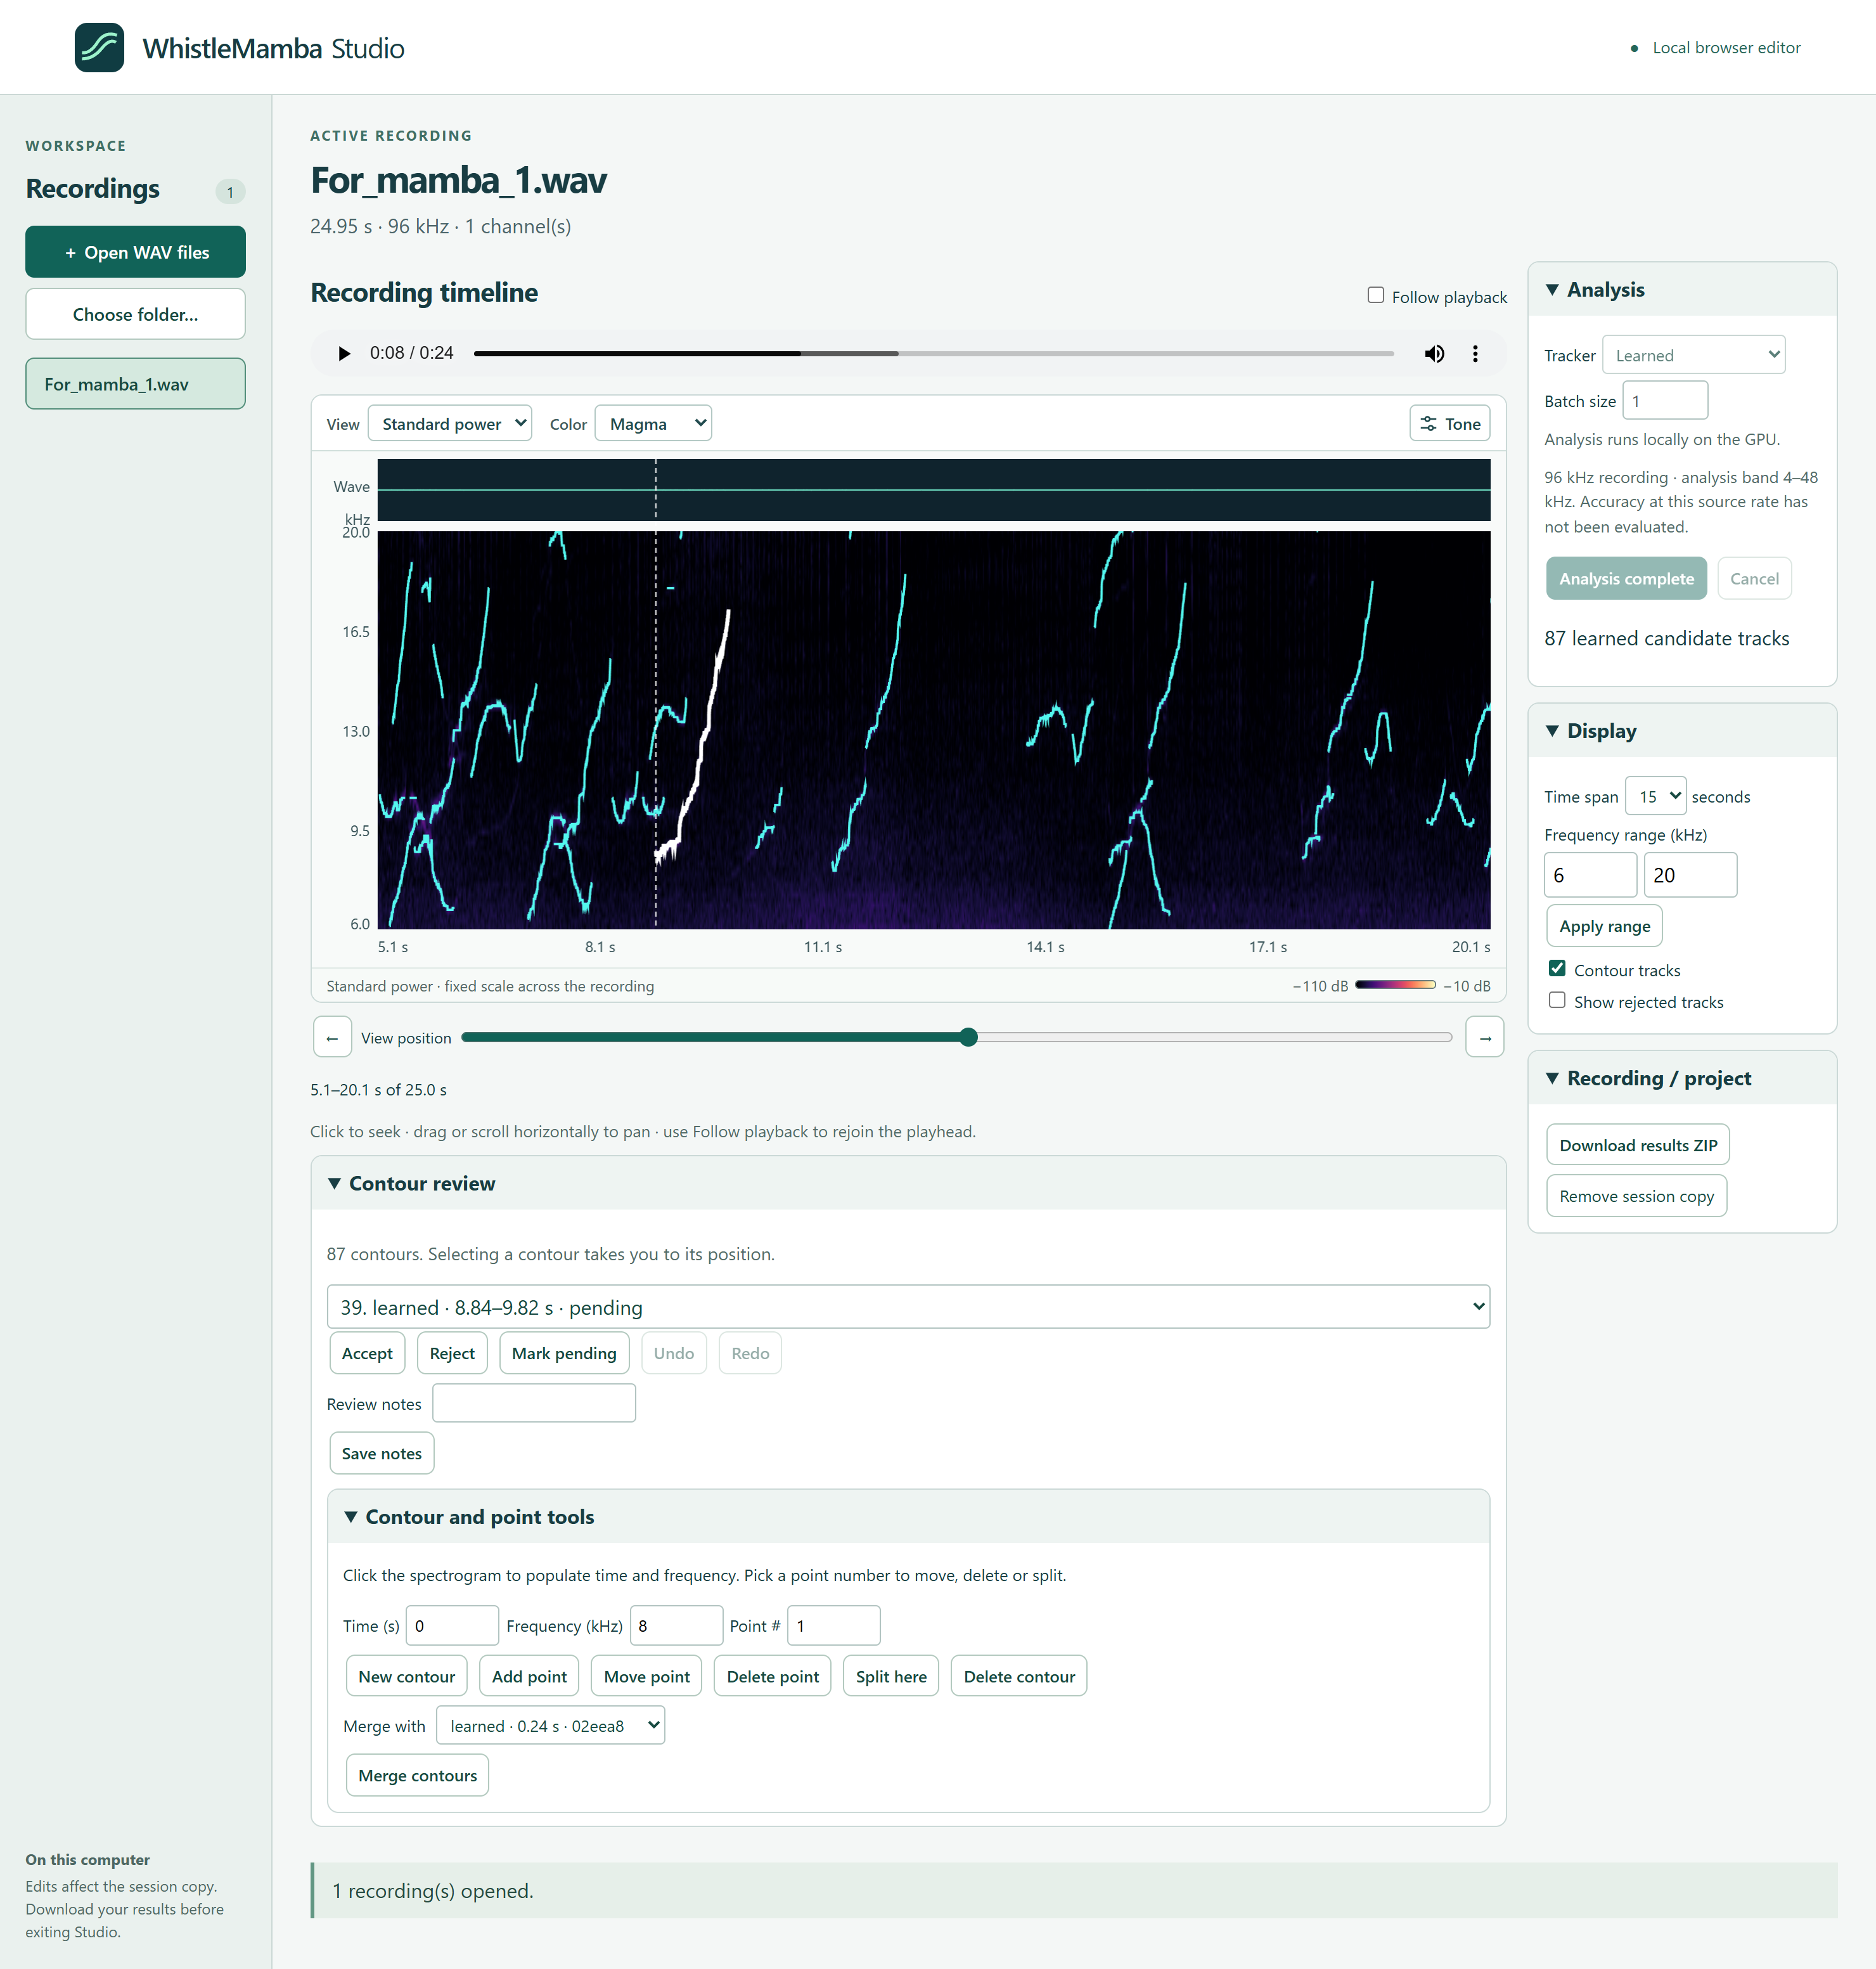 WhistleMamba Studio
Local browser editor
WORKSPACE
Recordings 1
+ Open WAV files
Choose folder...
For_mamba_1.wav
On this computer
Edits affect the session copy.
Download your results before
exiting Studio.
ACTIVE RECORDING
For_mamba_1.wav
24.95 s · 96 kHz · 1 channel(s)
Recording timeline
Follow playback
0:08 / 0:24
View Standard power Color Magma Tone
Wave
kHz
20.0
16.5
13.0
9.5
6.0
5.1 s 8.1 s 11.1 s 14.1 s 17.1 s 20.1 s
Standard power · fixed scale across the recording −110 dB −10 dB
← View position →
5.1–20.1 s of 25.0 s
Click to seek · drag or scroll horizontally to pan · use Follow playback to rejoin the playhead.
▼ Contour review
87 contours. Selecting a contour takes you to its position.
39. learned · 8.84–9.82 s · pending
Accept Reject Mark pending Undo Redo
Review notes
Save notes
▼ Contour and point tools
Click the spectrogram to populate time and frequency. Pick a point number to move, delete or split.
Time (s) 0 Frequency (kHz) 8 Point # 1
New contour Add point Move point Delete point Split here Delete contour
Merge with learned · 0.24 s · 02eea8
Merge contours
▼ Analysis
Tracker Learned
Batch size 1
Analysis runs locally on the GPU.
96 kHz recording · analysis band 4–48
kHz. Accuracy at this source rate has
not been evaluated.
Analysis complete Cancel
87 learned candidate tracks
▼ Display
Time span 15 seconds
Frequency range (kHz)
6 20
Apply range
Contour tracks
Show rejected tracks
▼ Recording / project
Download results ZIP
Remove session copy
1 recording(s) opened.